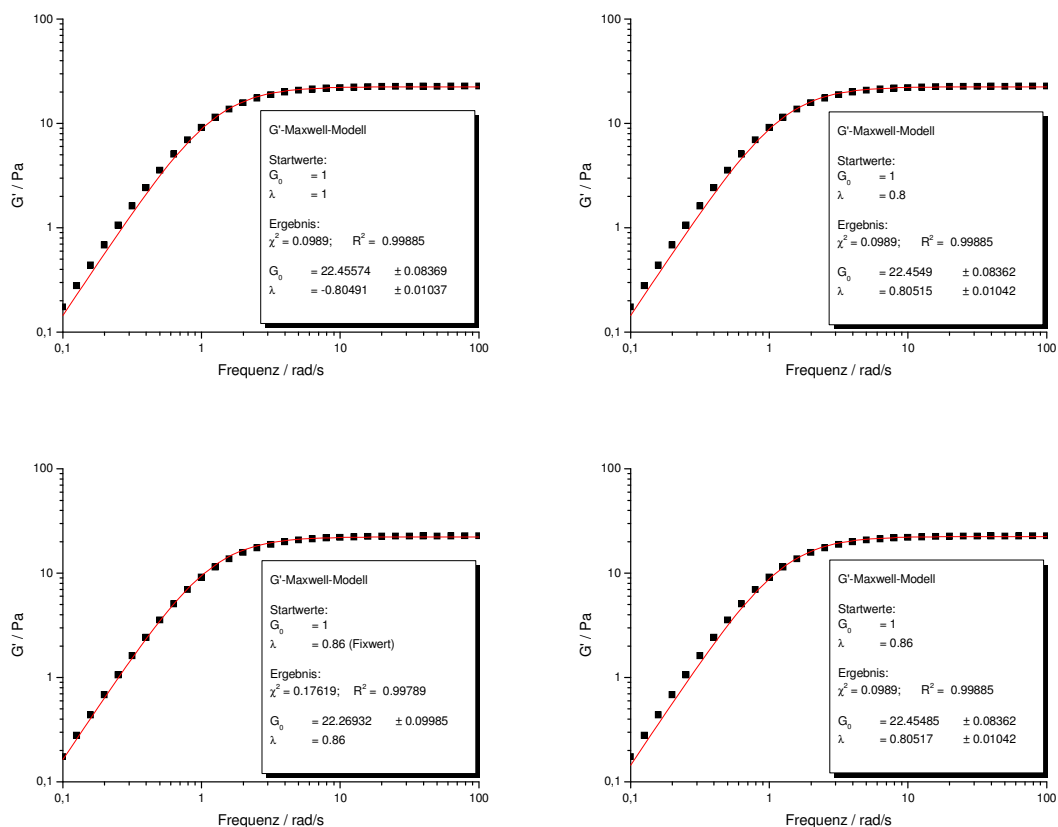 100
10
1
0,1
G' / Pa
G'-Maxwell-Modell
Startwerte:
G₀ = 1
λ = 1
Ergebnis:
χ² = 0.0989; R² = 0.99885
G₀ = 22.45574 ± 0.08369
λ = -0.80491 ± 0.01037
0,1 1 10 100
Frequenz / rad/s
100
10
1
0,1
G' / Pa
G'-Maxwell-Modell
Startwerte:
G₀ = 1
λ = 0.8
Ergebnis:
χ² = 0.0989; R² = 0.99885
G₀ = 22.4549 ± 0.08362
λ = 0.80515 ± 0.01042
0,1 1 10 100
Frequenz / rad/s
100
10
1
0,1
G' / Pa
G'-Maxwell-Modell
Startwerte:
G₀ = 1
λ = 0.86 (Fixwert)
Ergebnis:
χ² = 0.17619; R² = 0.99789
G₀ = 22.26932 ± 0.09985
λ = 0.86
0,1 1 10 100
Frequenz / rad/s
100
10
1
0,1
G' / Pa
G'-Maxwell-Modell
Startwerte:
G₀ = 1
λ = 0.86
Ergebnis:
χ² = 0.0989; R² = 0.99885
G₀ = 22.45485 ± 0.08362
λ = 0.80517 ± 0.01042
0,1 1 10 100
Frequenz / rad/s